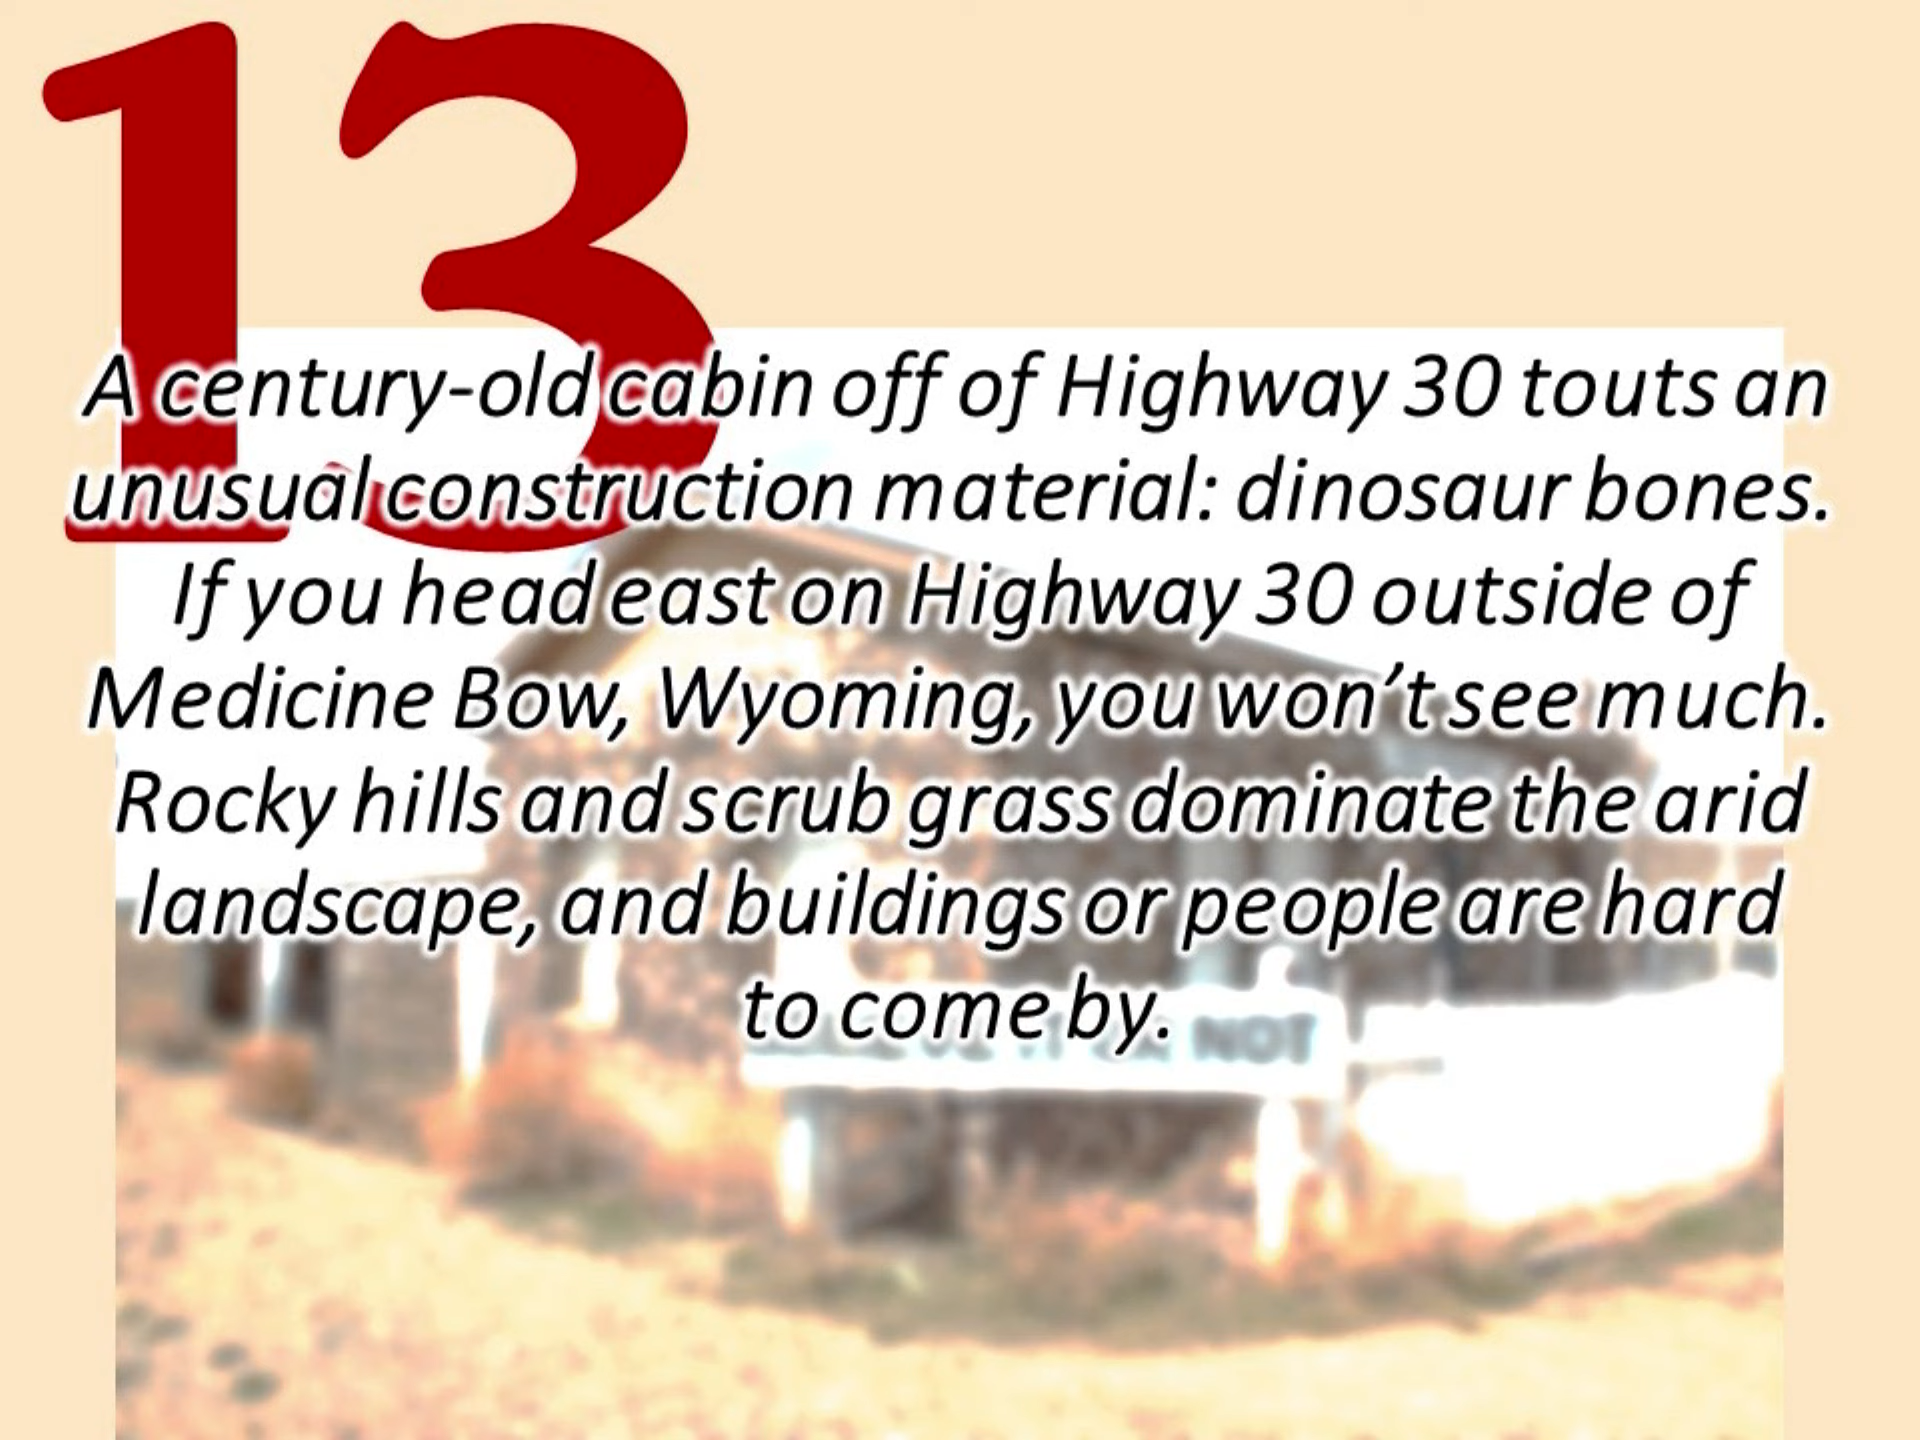 13
A century-old cabin off of Highway 30 touts an
unusual construction material: dinosaur bones.
If you head east on Highway 30 outside of
Medicine Bow, Wyoming, you won’t see much.
Rocky hills and scrub grass dominate the arid
landscape, and buildings or people are hard
to come by.
NOT